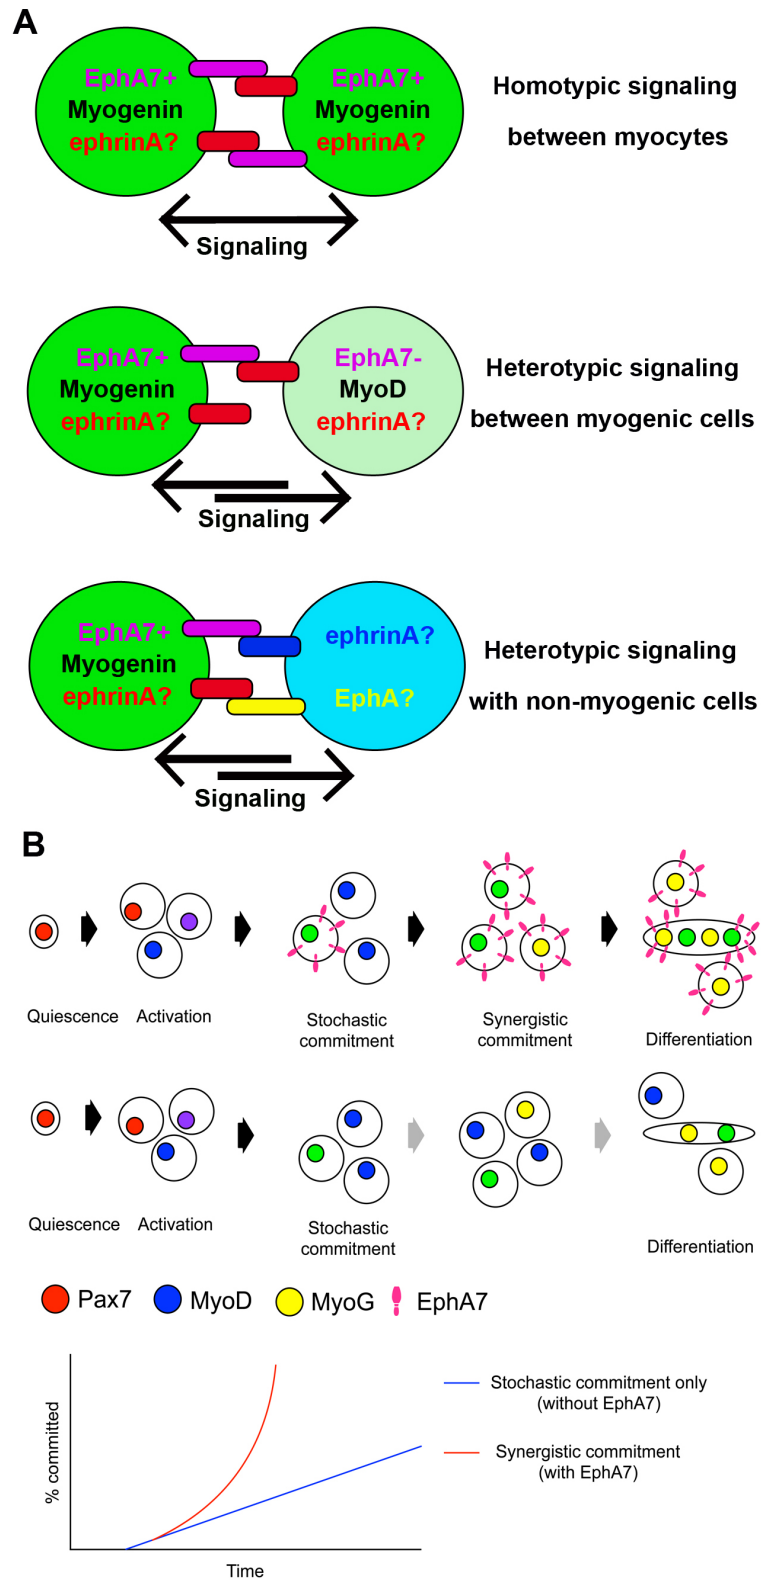 A
EphA7+
Myogenin
ephrinA?
EphA7+
Myogenin
ephrinA?
Homotypic signaling
between myocytes
Signaling
EphA7+
Myogenin
ephrinA?
EphA7-
MyoD
ephrinA?
Heterotypic signaling
between myogenic cells
Signaling
EphA7+
Myogenin
ephrinA?
ephrinA?
EphA?
Heterotypic signaling
with non-myogenic cells
Signaling
B
Quiescence
Activation
Stochastic
commitment
Synergistic
commitment
Differentiation
Quiescence
Activation
Stochastic
commitment
Differentiation
Pax7
MyoD
MyoG
EphA7
% committed
Time
Stochastic commitment only
(without EphA7)
Synergistic commitment
(with EphA7)